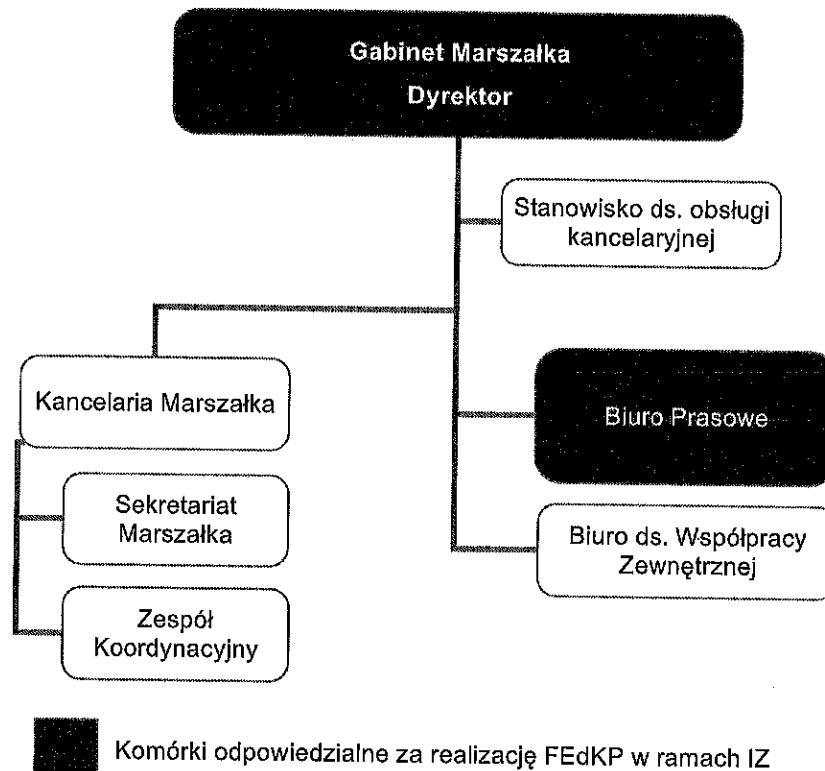 Gabinet Marszałka
Dyrektor
Stanowisko ds. obsługi
kancelaryjnej
Kancelaria Marszałka
Biuro Prasowe
Sekretariat
Marszałka
Biuro ds. Współpracy
Zewnętrznej
Zespół
Koordynacyjny
Komórki odpowiedzialne za realizację FEdKP w ramach IZ